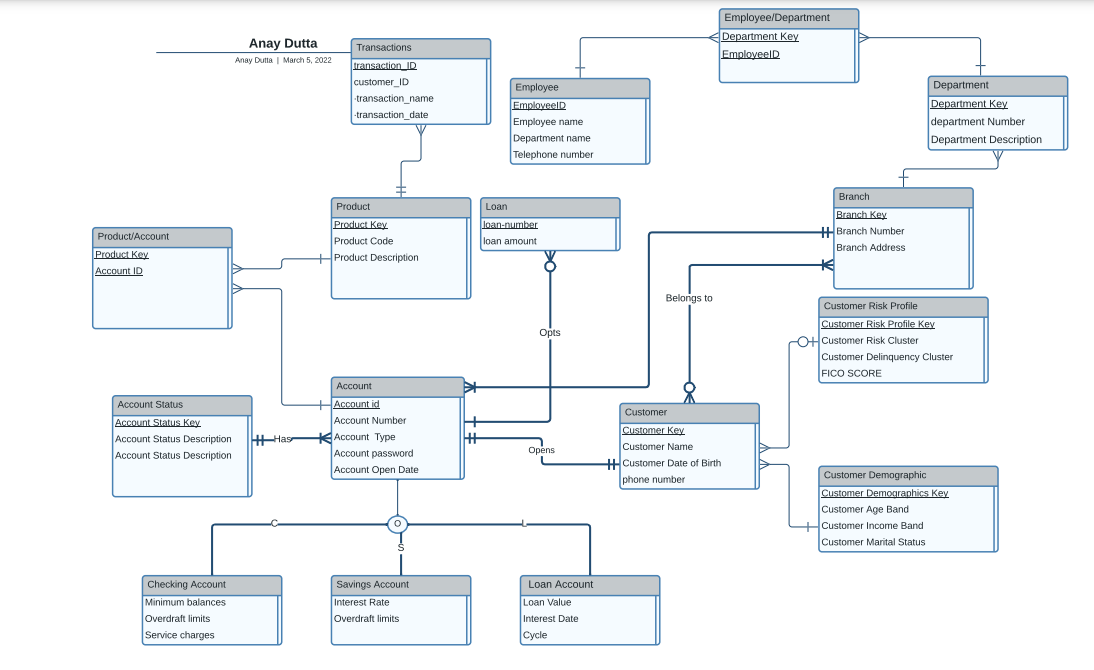 Anay Dutta
Anay Dutta | March 5, 2022
Transactions
transaction_ID
customer_ID
·transaction_name
·transaction_date
Employee/Department
Department Key
EmployeeID
Employee
EmployeeID
Employee name
Department name
Telephone number
Department
Department Key
department Number
Department Description
Product
Product Key
Product Code
Product Description
Loan
loan-number
loan amount
Branch
Branch Key
Branch Number
Branch Address
Product/Account
Product Key
Account ID
Belongs to
Opts
Customer Risk Profile
Customer Risk Profile Key
Customer Risk Cluster
Customer Delinquency Cluster
FICO SCORE
Account
Account id
Account Number
Account Type
Account password
Account Open Date
Account Status
Account Status Key
Account Status Description
Account Status Description
Has
Opens
Customer
Customer Key
Customer Name
Customer Date of Birth
phone number
Customer Demographic
Customer Demographics Key
Customer Age Band
Customer Income Band
Customer Marital Status
C
O
L
S
Checking Account
Minimum balances
Overdraft limits
Service charges
Savings Account
Interest Rate
Overdraft limits
Loan Account
Loan Value
Interest Date
Cycle